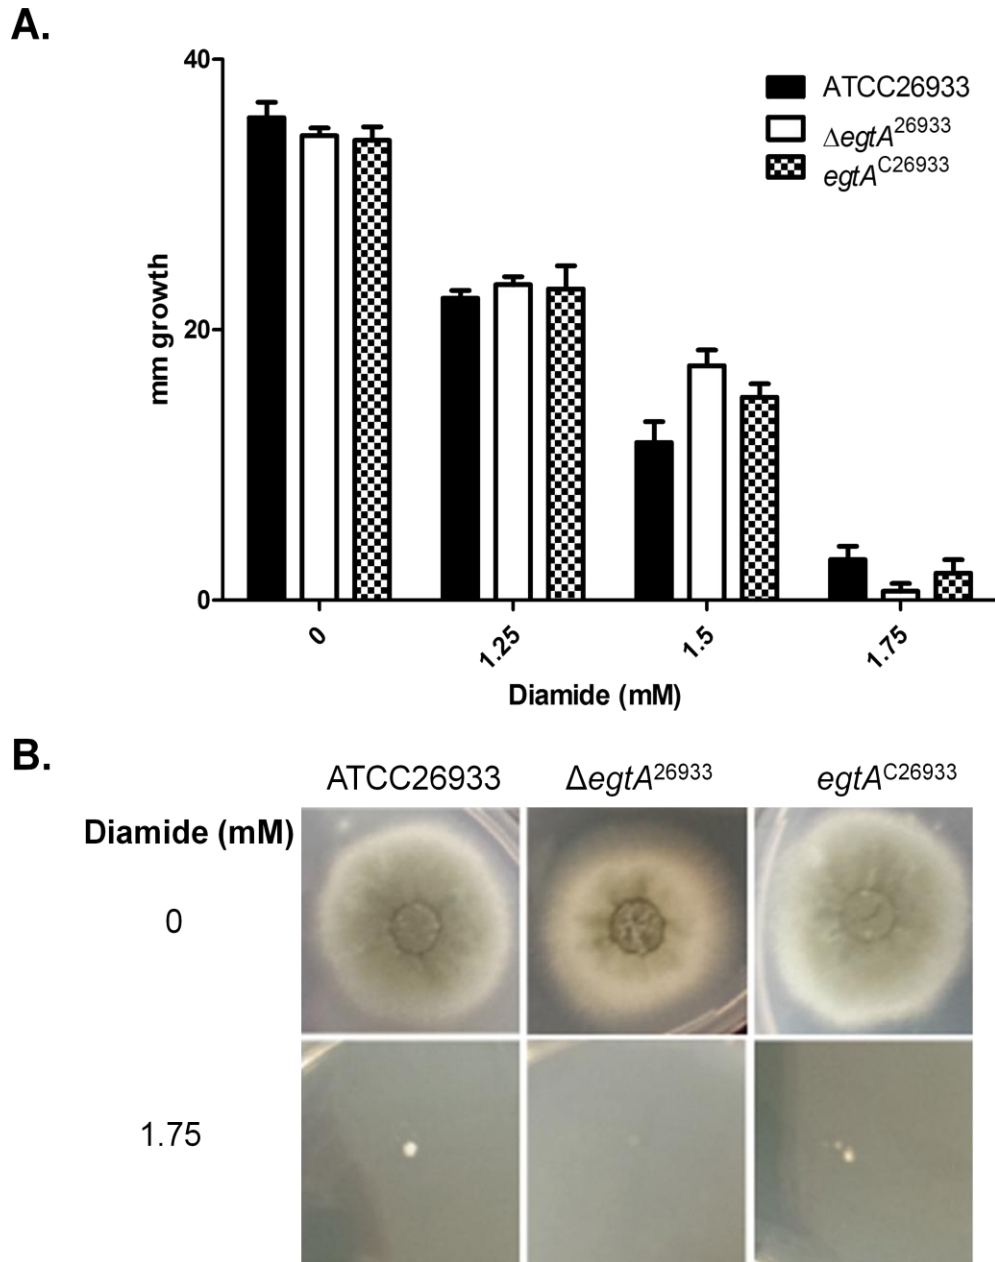 A.
40
20
0
mm growth
ATCC26933
ΔegtA26933
egtAC26933
0
1.25
1.5
1.75
Diamide (mM)
B.
ATCC26933
ΔegtA26933
egtAC26933
Diamide (mM)
0
1.75